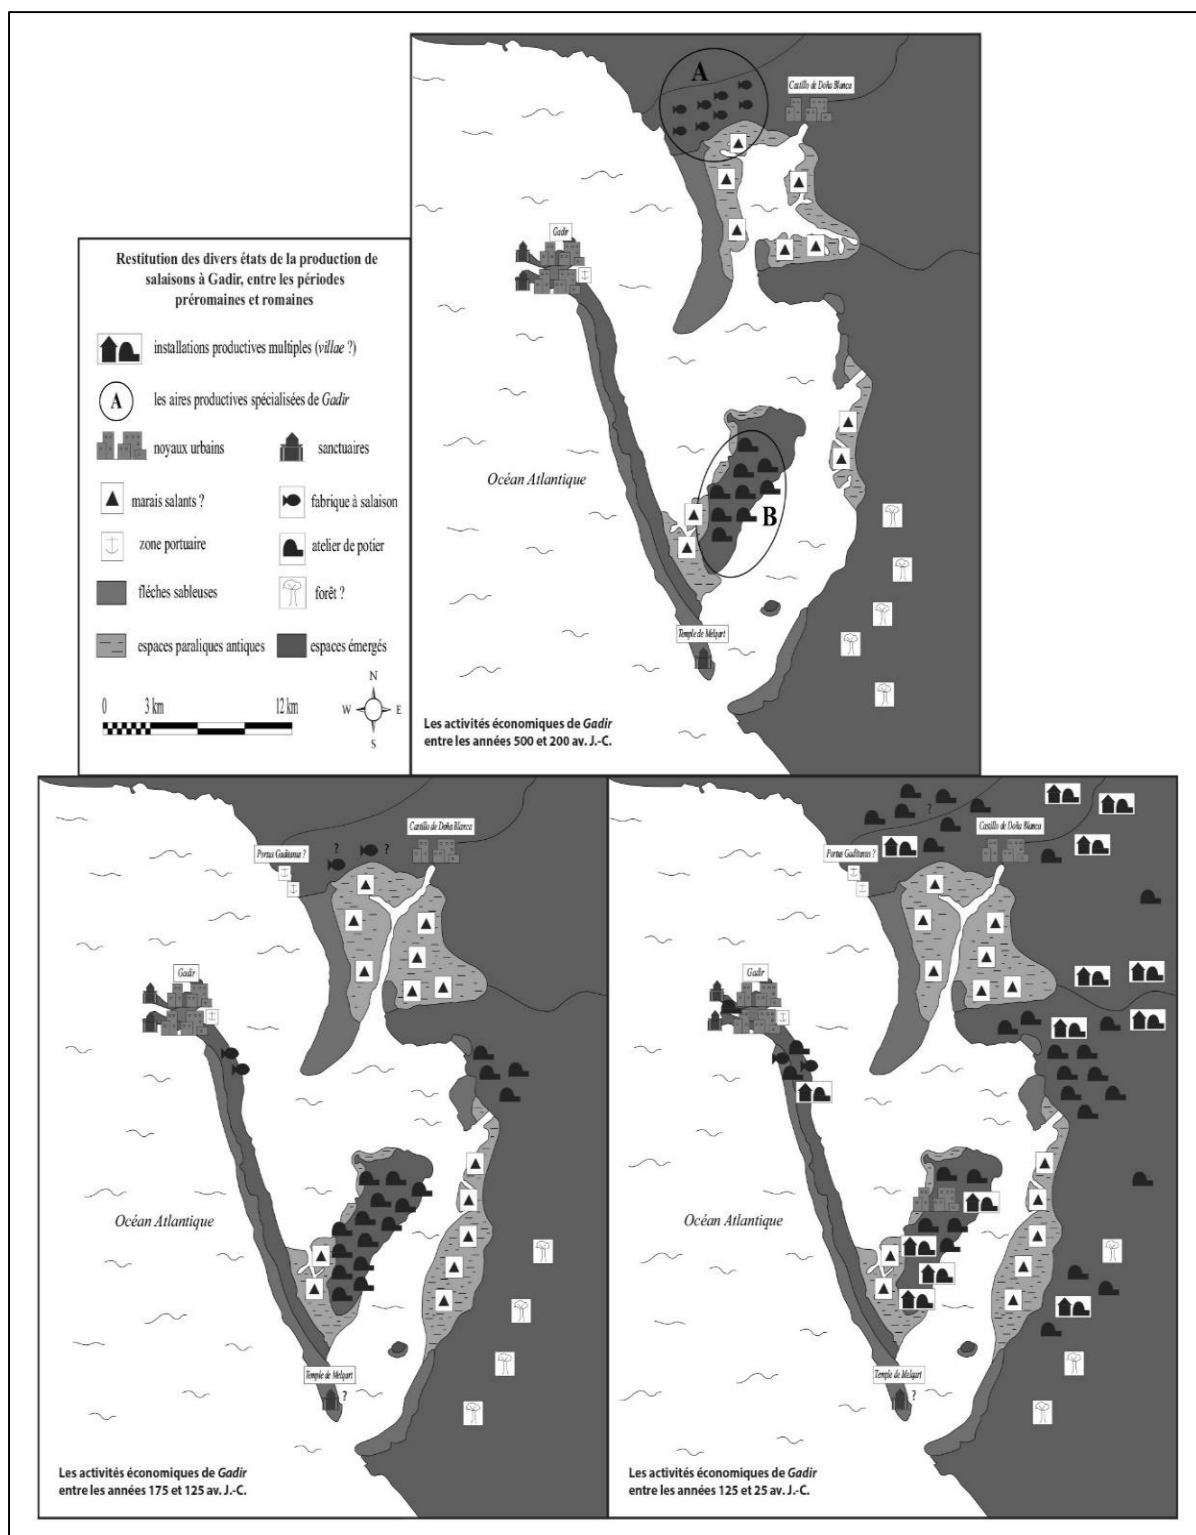 A
Castillo de Doña Blanca
Gadir
Océan Atlantique
B
Temple de Melqart
Les activités économiques de Gadir
entre les années 500 et 200 av. J.-C.
Restitution des divers états de la production de
salaisons à Gadir, entre les périodes
préromaines et romaines
installations productives multiples (villae ?)
A
les aires productives spécialisées de Gadir
noyaux urbains
sanctuaires
marais salants ?
fabrique à salaison
zone portuaire
atelier de potier
fléches sableuses
forêt ?
espaces paraliques antiques
espaces émergés
0 3 km 12 km
N
W E
S
Castillo de Doña Blanca
Portus Gaditanus ?
? ?
Gadir
Océan Atlantique
Temple de Melqart
?
Les activités économiques de Gadir
entre les années 175 et 125 av. J.-C.
?
Castillo de Doña Blanca
Portus Gaditanus ?
Gadir
Océan Atlantique
Temple de Melqart
?
Les activités économiques de Gadir
entre les années 125 et 25 av. J.-C.